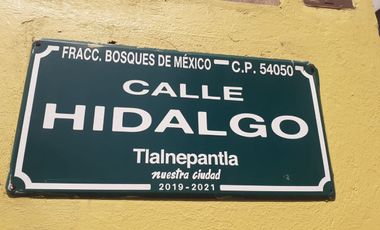 FRACC. BOSQUES DE MÉXICO — C.P. 54050
CALLE
HIDALGO
Tlalnepantla
nuestra ciudad
2019-2021